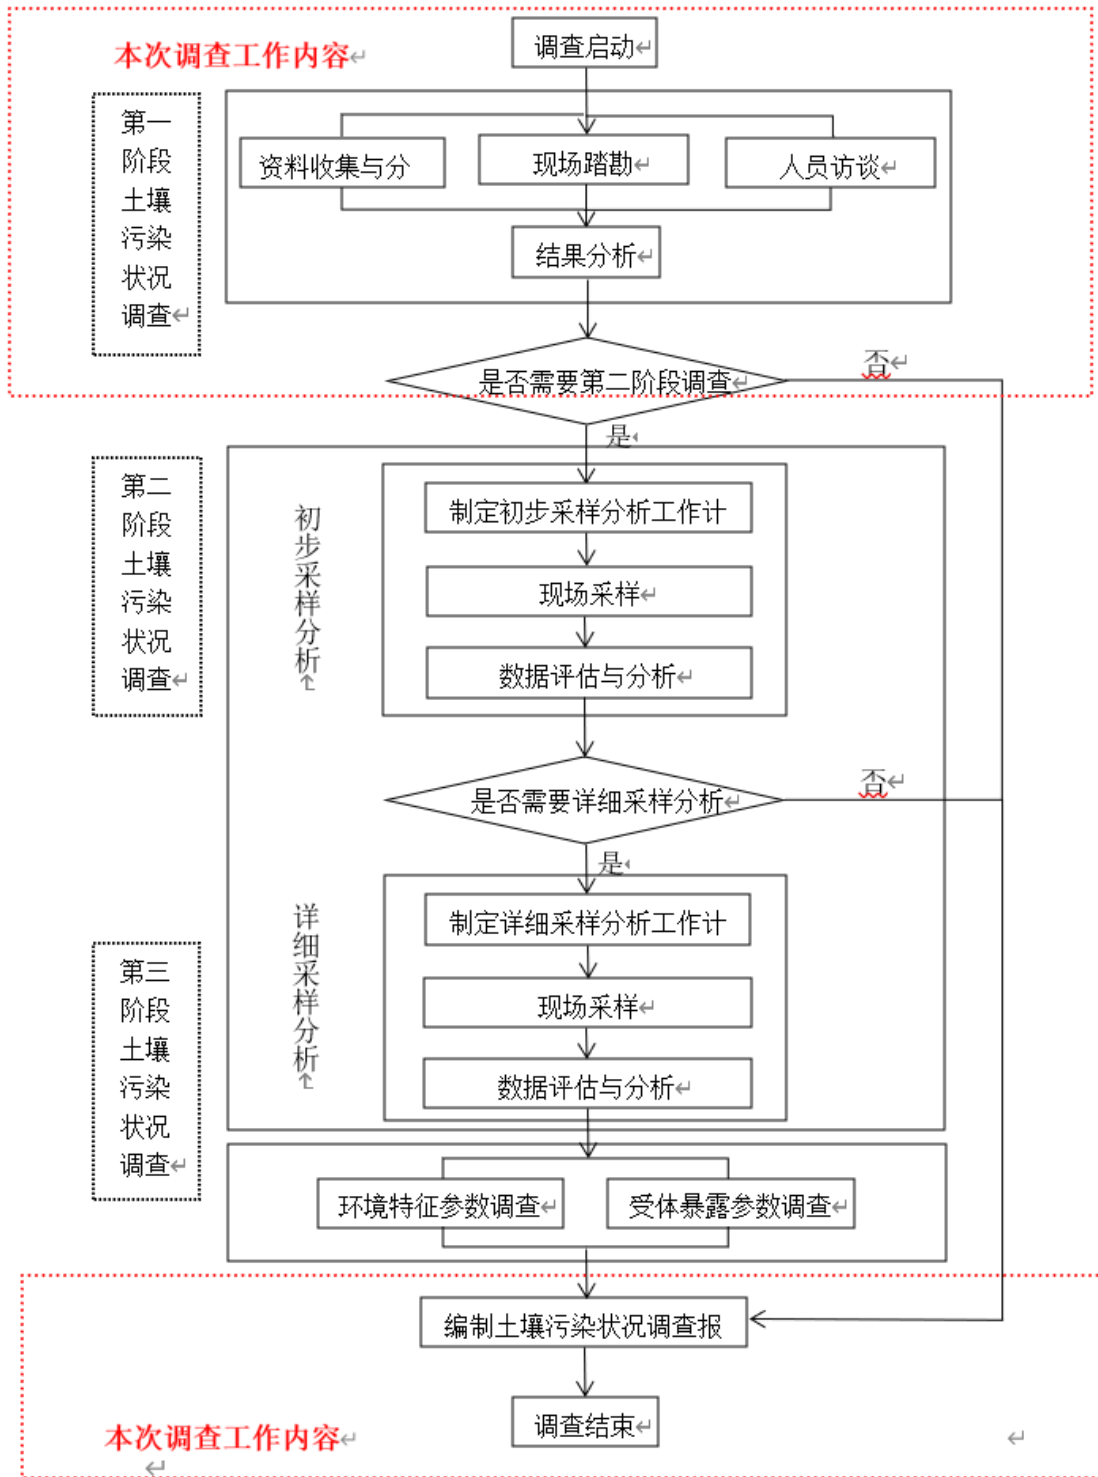 调查启动
本次调查工作内容
第一
阶段
土壤
污染
状况
调查
资料收集与分
现场踏勘
人员访谈
结果分析
是否需要第二阶段调查
否
是
第二
阶段
土壤
污染
状况
调查
初步采样分析
制定初步采样分析工作计
现场采样
数据评估与分析
是否需要详细采样分析
否
是
详细采样分析
制定详细采样分析工作计
现场采样
数据评估与分析
第三
阶段
土壤
污染
状况
调查
环境特征参数调查
受体暴露参数调查
编制土壤污染状况调查报
调查结束
本次调查工作内容